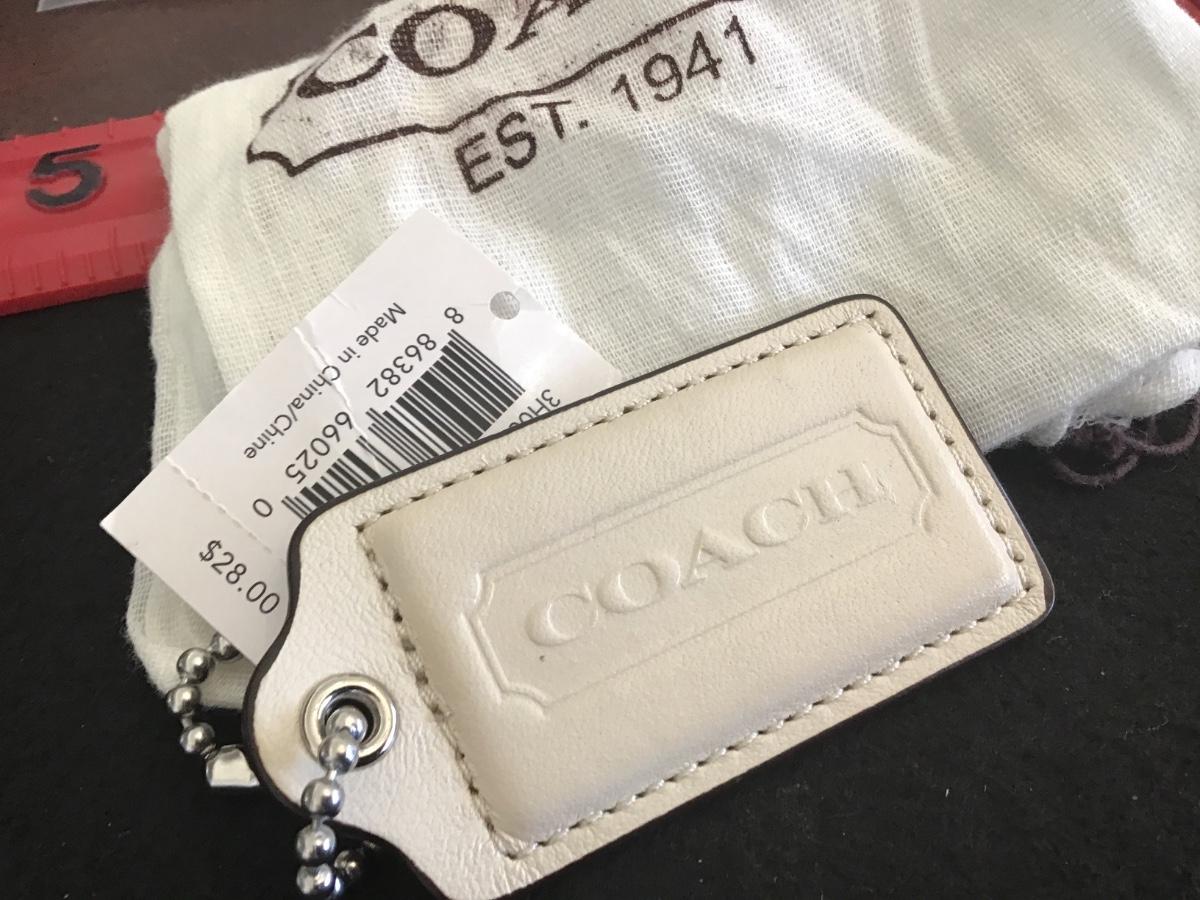 COA
EST. 1941
5
Made in China/Chine
8 86382 66025 0
$28.00
COACH